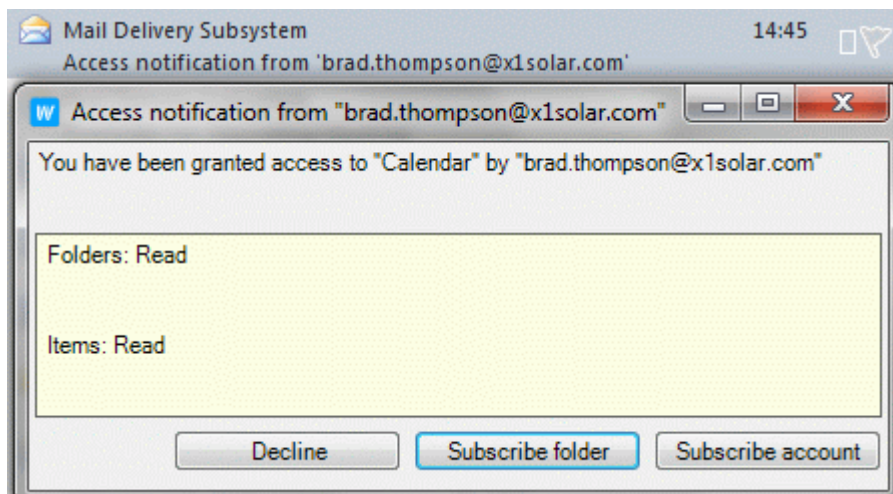 Mail Delivery Subsystem 14:45
Access notification from 'brad.thompson@x1solar.com'
W Access notification from "brad.thompson@x1solar.com"
You have been granted access to "Calendar" by "brad.thompson@x1solar.com"
Folders: Read
Items: Read
Decline Subscribe folder Subscribe account